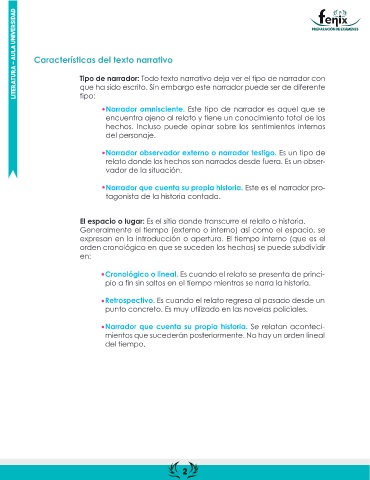 LITERATURA – AULA UNIVERSIDAD
fenix
PREPARACIÓN DE EXÁMENES
Características del texto narrativo
Tipo de narrador: Todo texto narrativo deja ver el tipo de narrador con
que ha sido escrito. Sin embargo este narrador puede ser de diferente
tipo:
•Narrador omnisciente. Este tipo de narrador es aquel que se
encuentra ajeno al relato y tiene un conocimiento total de los
hechos. Incluso puede opinar sobre los sentimientos internos
del personaje.
•Narrador observador externo o narrador testigo. Es un tipo de
relato donde los hechos son narrados desde fuera. Es un obser-
vador de la situación.
•Narrador que cuenta su propia historia. Este es el narrador pro-
tagonista de la historia contada.
El espacio o lugar: Es el sitio donde transcurre el relato o historia.
Generalmente el tiempo (externo o interno) así como el espacio, se
expresan en la introducción o apertura. El tiempo interno (que es el
orden cronológico en que se suceden los hechos) se puede subdividir
en:
•Cronológico o lineal. Es cuando el relato se presenta de princi-
pio a fin sin saltos en el tiempo mientras se narra la historia.
•Retrospectivo. Es cuando el relato regresa al pasado desde un
punto concreto. Es muy utilizado en las novelas policiales.
•Narrador que cuenta su propia historia. Se relatan aconteci-
mientos que sucederán posteriormente. No hay un orden lineal
del tiempo.
2